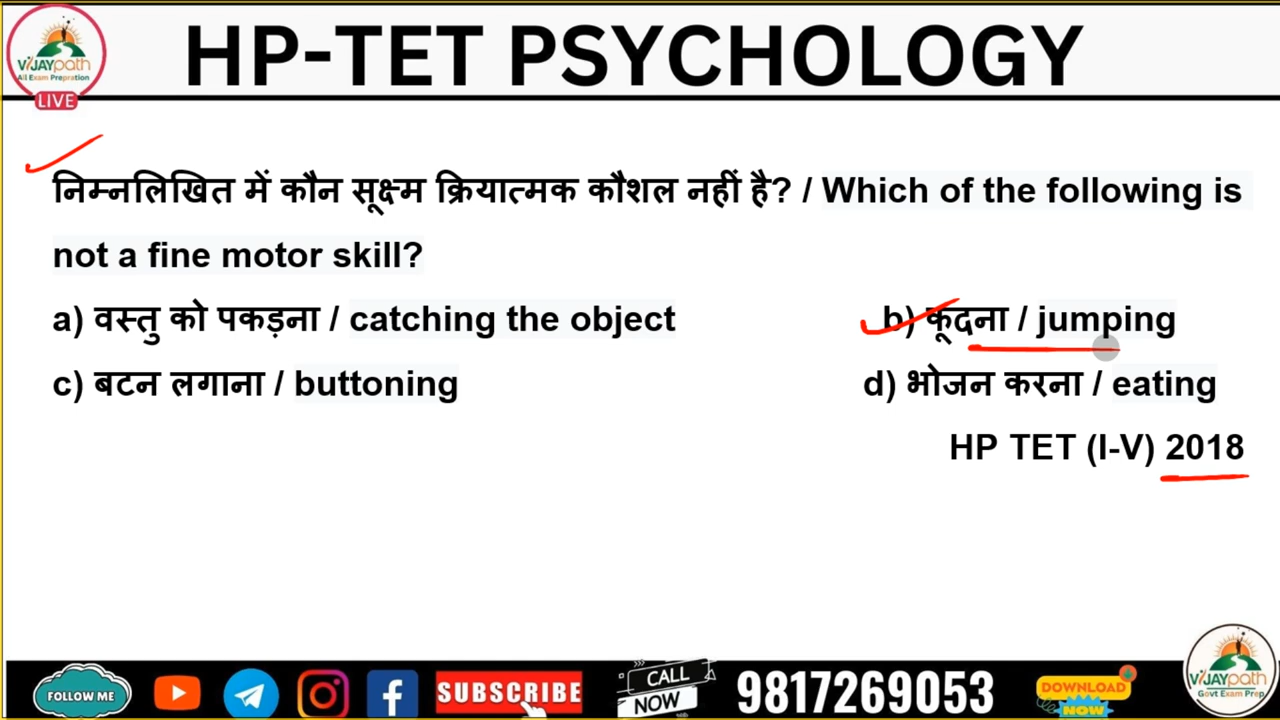 VIJAYpath
All Exam Prepration
LIVE
HP-TET PSYCHOLOGY
निम्नलिखित में कौन सूक्ष्म क्रियात्मक कौशल नहीं है? / Which of the following is
not a fine motor skill?
a) वस्तु को पकड़ना / catching the object b) कूदना / jumping
c) बटन लगाना / buttoning d) भोजन करना / eating
HP TET (I-V) 2018
FOLLOW ME
SUBSCRIBE
CALL
NOW
9817269053
DOWNLOAD
NOW
VIJAYpath
Govt Exam Prep